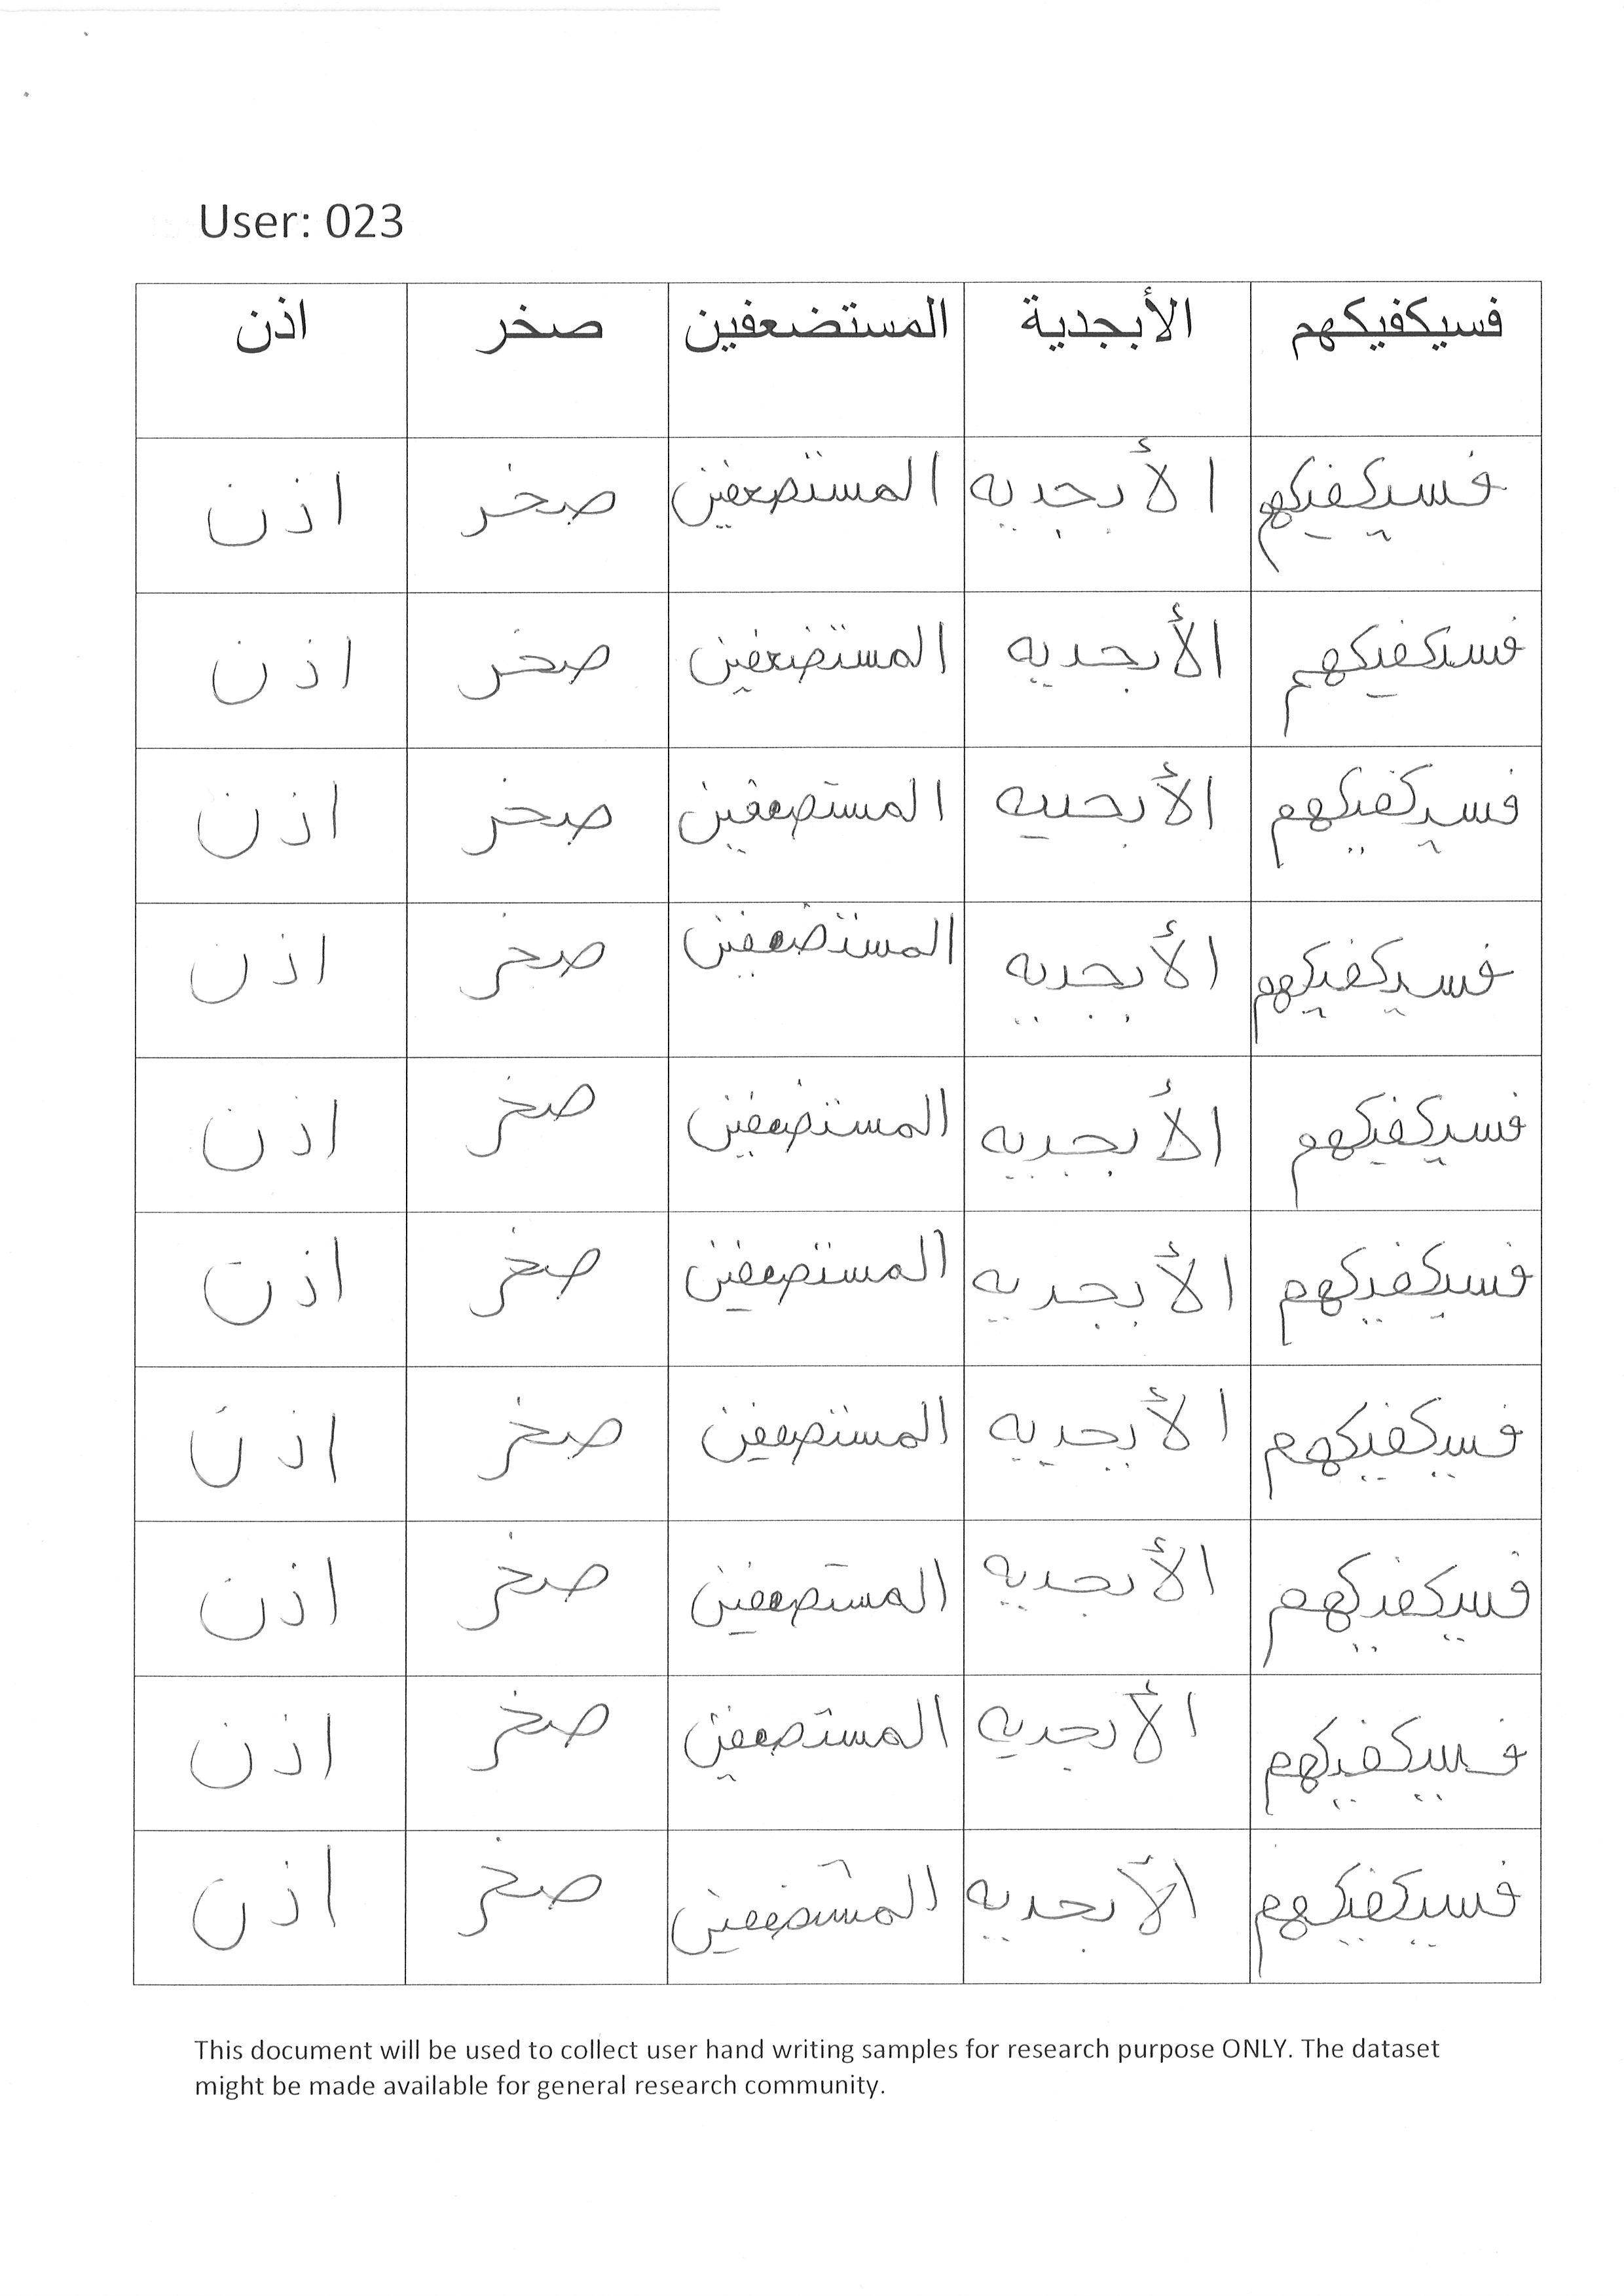 User: 023
فسيكفيكهم الأبجدية المستضعفين صخر اذن
فسيكفيكهم الأبجديه المستضعفين صخر اذن
فسيكفيكهم الأبجديه المستضعفين صخر اذن
فسيكفيكهم الأبجديه المستضعفين صخر اذن
فسيكفيكهم الأبجديه المستضعفين صخر اذن
فسيكفيكهم الأبجديه المستضعفين صخر اذن
فسيكفيكهم الأبجديه المستضعفين صخر اذن
فسيكفيكهم الأبجديه المستضعفين صخر اذن
فسيكفيكهم الأبجديه المستضعفين صخر اذن
فسيكفيكهم الأبجديه المستضعفين صخر اذن
فسيكفيكهم الأبجديه المستضعفين صخر اذن
This document will be used to collect user hand writing samples for research purpose ONLY. The dataset
might be made available for general research community.